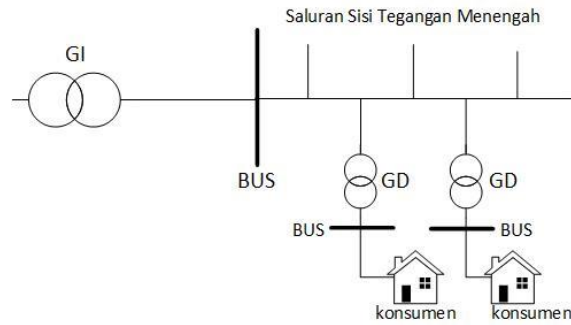 Saluran Sisi Tegangan Menengah
GI
BUS
GD
GD
BUS
BUS
konsumen
konsumen